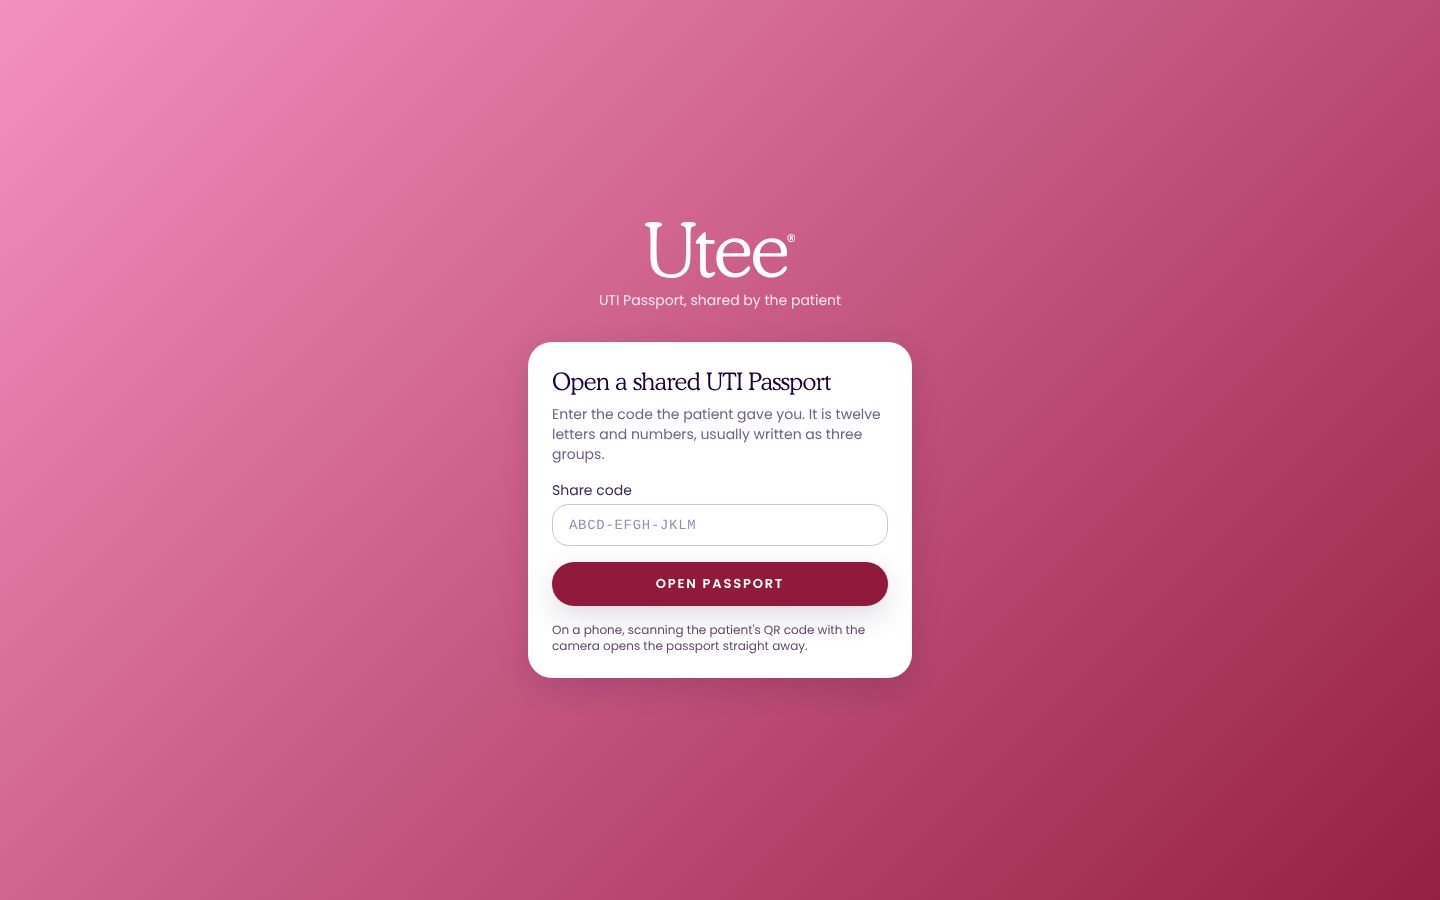 Utee®
UTI Passport, shared by the patient
Open a shared UTI Passport
Enter the code the patient gave you. It is twelve
letters and numbers, usually written as three
groups.
Share code
ABCD-EFGH-JKLM
OPEN PASSPORT
On a phone, scanning the patient's QR code with the
camera opens the passport straight away.